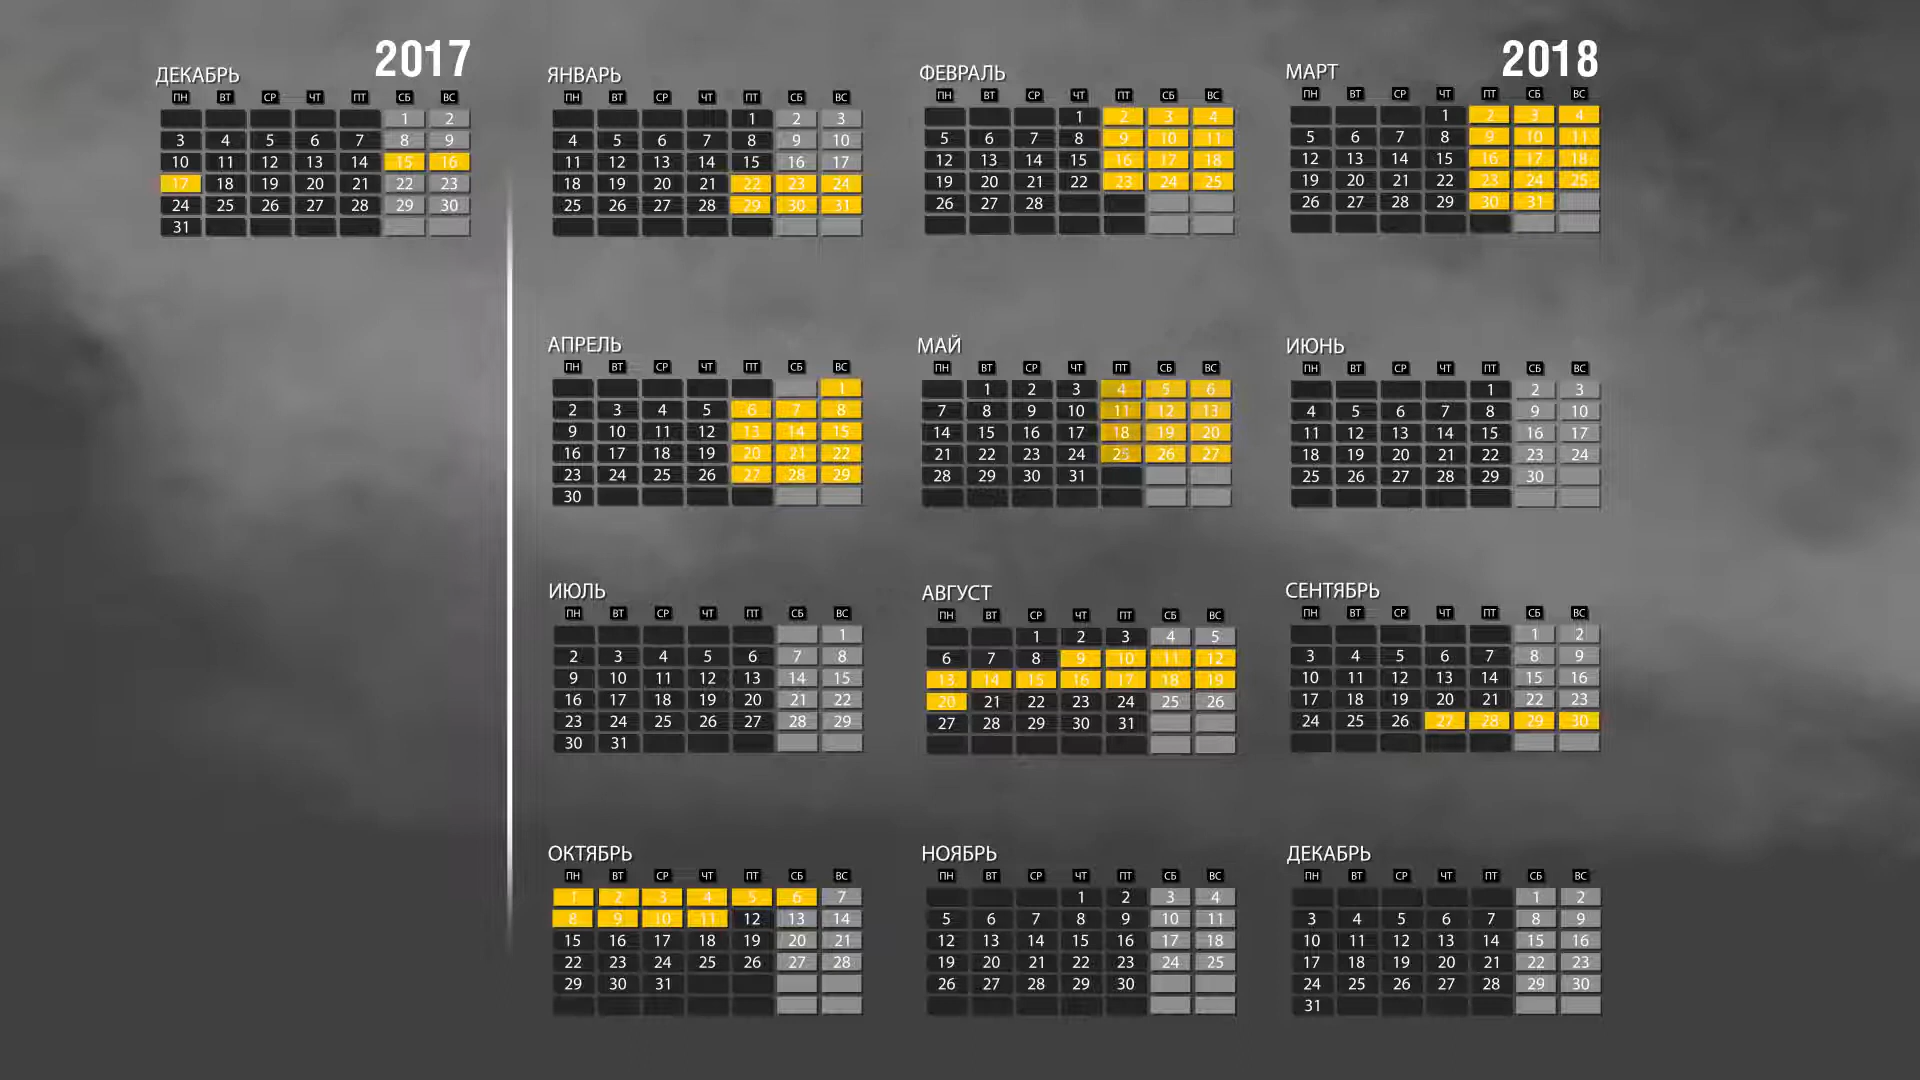 2017
ДЕКАБРЬ
ПН ВТ СР ЧТ ПТ СБ ВС
1 2
3 4 5 6 7 8 9
10 11 12 13 14 15 16
17 18 19 20 21 22 23
24 25 26 27 28 29 30
31
2018
ЯНВАРЬ
ПН ВТ СР ЧТ ПТ СБ ВС
1 2 3
4 5 6 7 8 9 10
11 12 13 14 15 16 17
18 19 20 21 22 23 24
25 26 27 28 29 30 31
ФЕВРАЛЬ
ПН ВТ СР ЧТ ПТ СБ ВС
1 2 3 4
5 6 7 8 9 10 11
12 13 14 15 16 17 18
19 20 21 22 23 24 25
26 27 28
МАРТ
ПН ВТ СР ЧТ ПТ СБ ВС
1 2 3 4
5 6 7 8 9 10 11
12 13 14 15 16 17 18
19 20 21 22 23 24 25
26 27 28 29 30 31
АПРЕЛЬ
ПН ВТ СР ЧТ ПТ СБ ВС
1
2 3 4 5 6 7 8
9 10 11 12 13 14 15
16 17 18 19 20 21 22
23 24 25 26 27 28 29
30
МАЙ
ПН ВТ СР ЧТ ПТ СБ ВС
1 2 3 4 5 6
7 8 9 10 11 12 13
14 15 16 17 18 19 20
21 22 23 24 25 26 27
28 29 30 31
ИЮНЬ
ПН ВТ СР ЧТ ПТ СБ ВС
1 2 3
4 5 6 7 8 9 10
11 12 13 14 15 16 17
18 19 20 21 22 23 24
25 26 27 28 29 30
ИЮЛЬ
ПН ВТ СР ЧТ ПТ СБ ВС
1
2 3 4 5 6 7 8
9 10 11 12 13 14 15
16 17 18 19 20 21 22
23 24 25 26 27 28 29
30 31
АВГУСТ
ПН ВТ СР ЧТ ПТ СБ ВС
1 2 3 4 5
6 7 8 9 10 11 12
13 14 15 16 17 18 19
20 21 22 23 24 25 26
27 28 29 30 31
СЕНТЯБРЬ
ПН ВТ СР ЧТ ПТ СБ ВС
1 2
3 4 5 6 7 8 9
10 11 12 13 14 15 16
17 18 19 20 21 22 23
24 25 26 27 28 29 30
ОКТЯБРЬ
ПН ВТ СР ЧТ ПТ СБ ВС
1 2 3 4 5 6 7
8 9 10 11 12 13 14
15 16 17 18 19 20 21
22 23 24 25 26 27 28
29 30 31
НОЯБРЬ
ПН ВТ СР ЧТ ПТ СБ ВС
1 2 3 4
5 6 7 8 9 10 11
12 13 14 15 16 17 18
19 20 21 22 23 24 25
26 27 28 29 30
ДЕКАБРЬ
ПН ВТ СР ЧТ ПТ СБ ВС
1 2
3 4 5 6 7 8 9
10 11 12 13 14 15 16
17 18 19 20 21 22 23
24 25 26 27 28 29 30
31